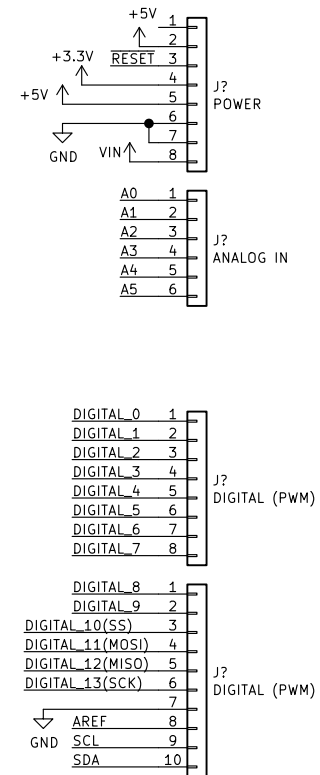 +5V
1
2
RESET 3
+3.3V
4
+5V
5
6
7
GND
VIN
8
J?
POWER
A0 1
A1 2
A2 3
A3 4
A4 5
A5 6
J?
ANALOG IN
DIGITAL_0 1
DIGITAL_1 2
DIGITAL_2 3
DIGITAL_3 4
DIGITAL_4 5
DIGITAL_5 6
DIGITAL_6 7
DIGITAL_7 8
J?
DIGITAL (PWM)
DIGITAL_8 1
DIGITAL_9 2
DIGITAL_10(SS) 3
DIGITAL_11(MOSI) 4
DIGITAL_12(MISO) 5
DIGITAL_13(SCK) 6
7
GND
AREF 8
SCL 9
SDA 10
J?
DIGITAL (PWM)